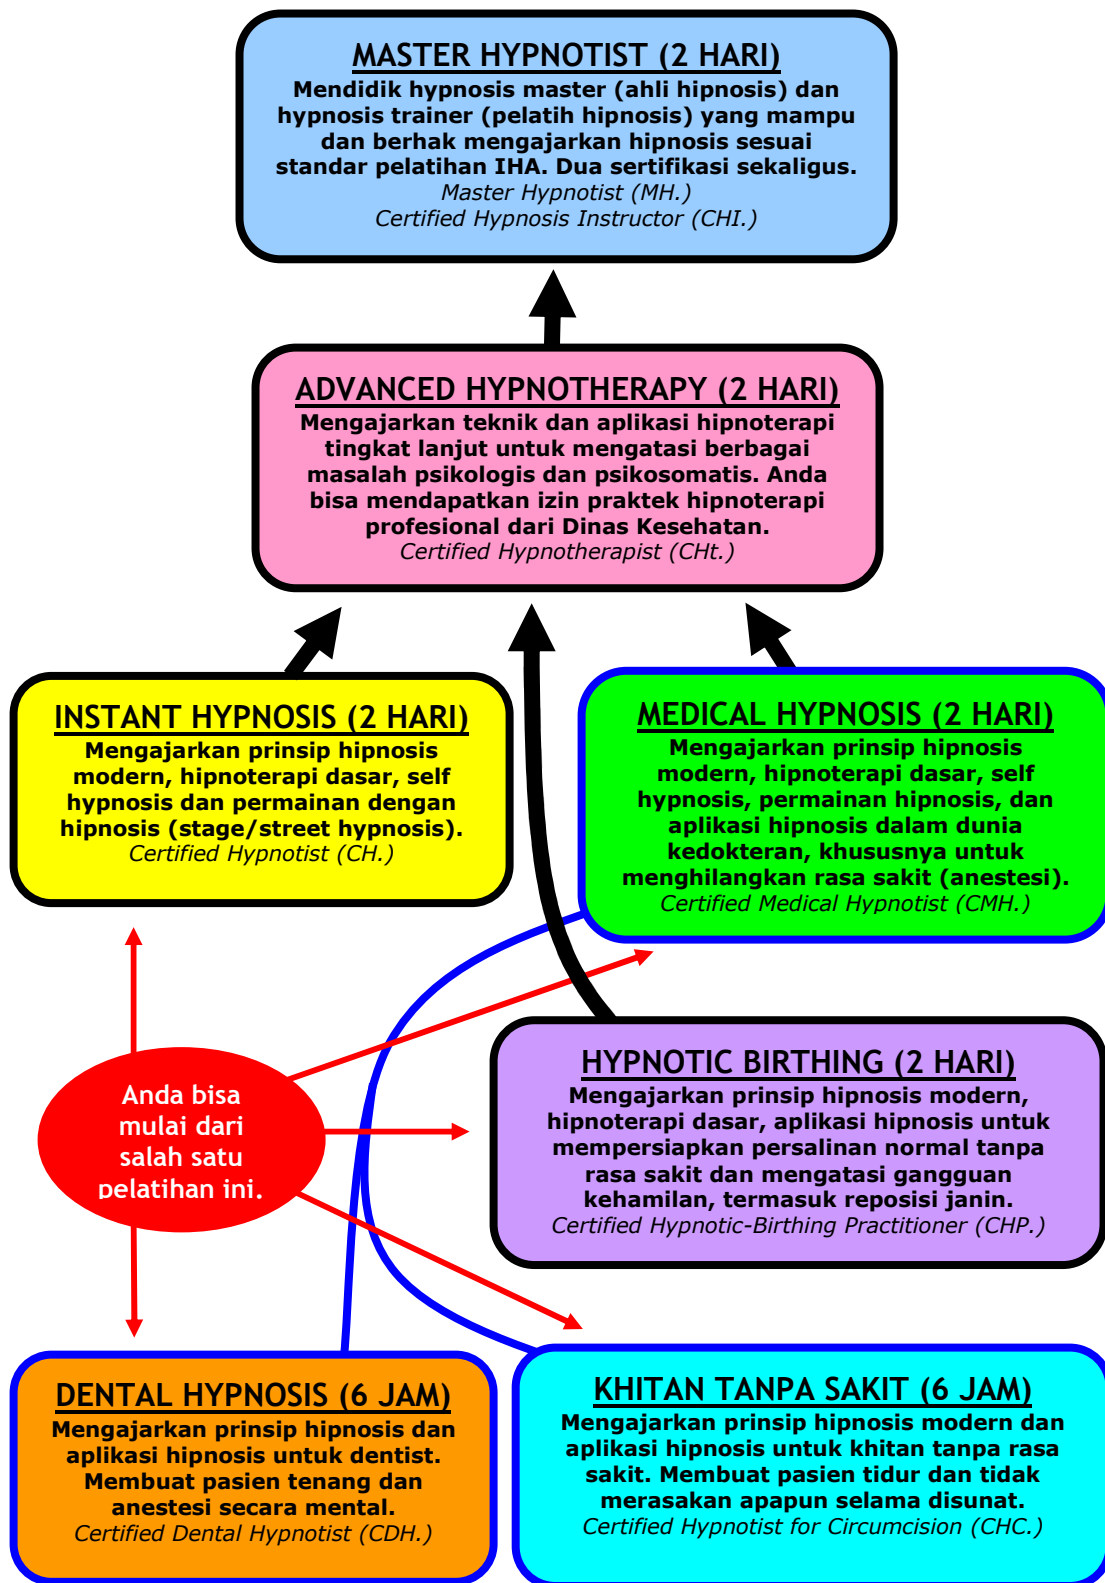 MASTER HYPNOTIST (2 HARI)
Mendidik hypnosis master (ahli hipnosis) dan
hypnosis trainer (pelatih hipnosis) yang mampu
dan berhak mengajarkan hipnosis sesuai
standar pelatihan IHA. Dua sertifikasi sekaligus.
Master Hypnotist (MH.)
Certified Hypnosis Instructor (CHI.)
ADVANCED HYPNOTHERAPY (2 HARI)
Mengajarkan teknik dan aplikasi hipnoterapi
tingkat lanjut untuk mengatasi berbagai
masalah psikologis dan psikosomatis. Anda
bisa mendapatkan izin praktek hipnoterapi
profesional dari Dinas Kesehatan.
Certified Hypnotherapist (CHt.)
INSTANT HYPNOSIS (2 HARI)
Mengajarkan prinsip hipnosis
modern, hipnoterapi dasar, self
hypnosis dan permainan dengan
hipnosis (stage/street hypnosis).
Certified Hypnotist (CH.)
MEDICAL HYPNOSIS (2 HARI)
Mengajarkan prinsip hipnosis
modern, hipnoterapi dasar, self
hypnosis, permainan hipnosis, dan
aplikasi hipnosis dalam dunia
kedokteran, khususnya untuk
menghilangkan rasa sakit (anestesi).
Certified Medical Hypnotist (CMH.)
Anda bisa
mulai dari
salah satu
pelatihan ini.
HYPNOTIC BIRTHING (2 HARI)
Mengajarkan prinsip hipnosis modern,
hipnoterapi dasar, aplikasi hipnosis untuk
mempersiapkan persalinan normal tanpa
rasa sakit dan mengatasi gangguan
kehamilan, termasuk reposisi janin.
Certified Hypnotic-Birthing Practitioner (CHP.)
DENTAL HYPNOSIS (6 JAM)
Mengajarkan prinsip hipnosis dan
aplikasi hipnosis untuk dentist.
Membuat pasien tenang dan
anestesi secara mental.
Certified Dental Hypnotist (CDH.)
KHITAN TANPA SAKIT (6 JAM)
Mengajarkan prinsip hipnosis modern dan
aplikasi hipnosis untuk khitan tanpa rasa
sakit. Membuat pasien tidur dan tidak
merasakan apapun selama disunat.
Certified Hypnotist for Circumcision (CHC.)